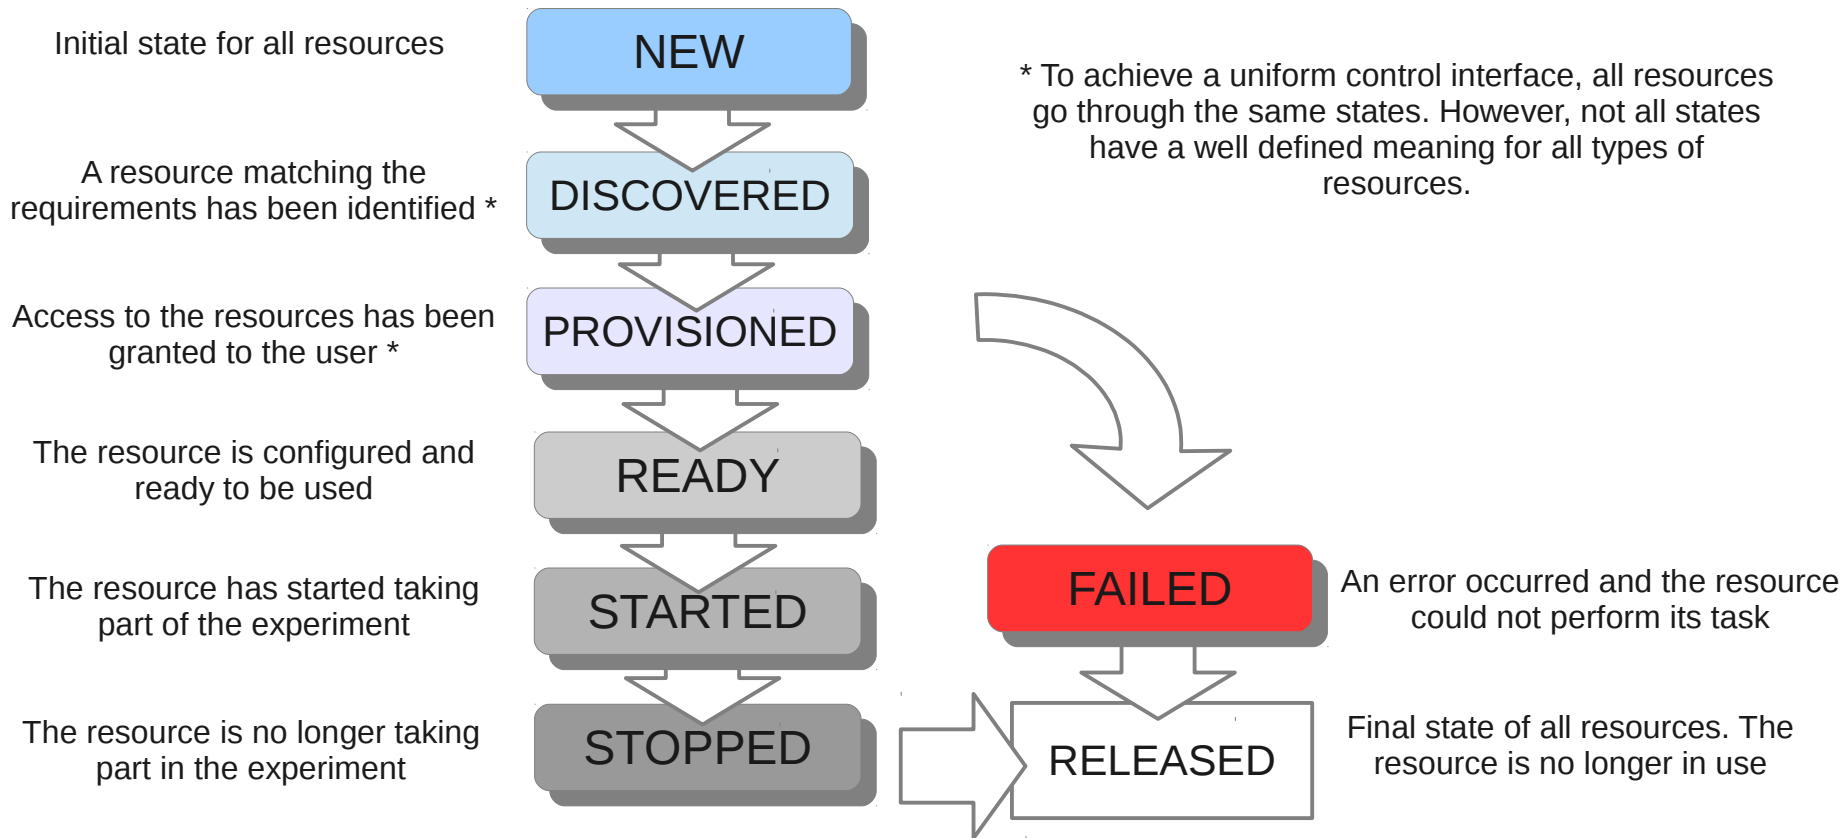 Initial state for all resources
NEW
* To achieve a uniform control interface, all resources
go through the same states. However, not all states
have a well defined meaning for all types of
resources.
A resource matching the
requirements has been identified *
DISCOVERED
Access to the resources has been
granted to the user *
PROVISIONED
The resource is configured and
ready to be used
READY
The resource has started taking
part of the experiment
STARTED
FAILED
An error occurred and the resource
could not perform its task
The resource is no longer taking
part in the experiment
STOPPED
RELEASED
Final state of all resources. The
resource is no longer in use